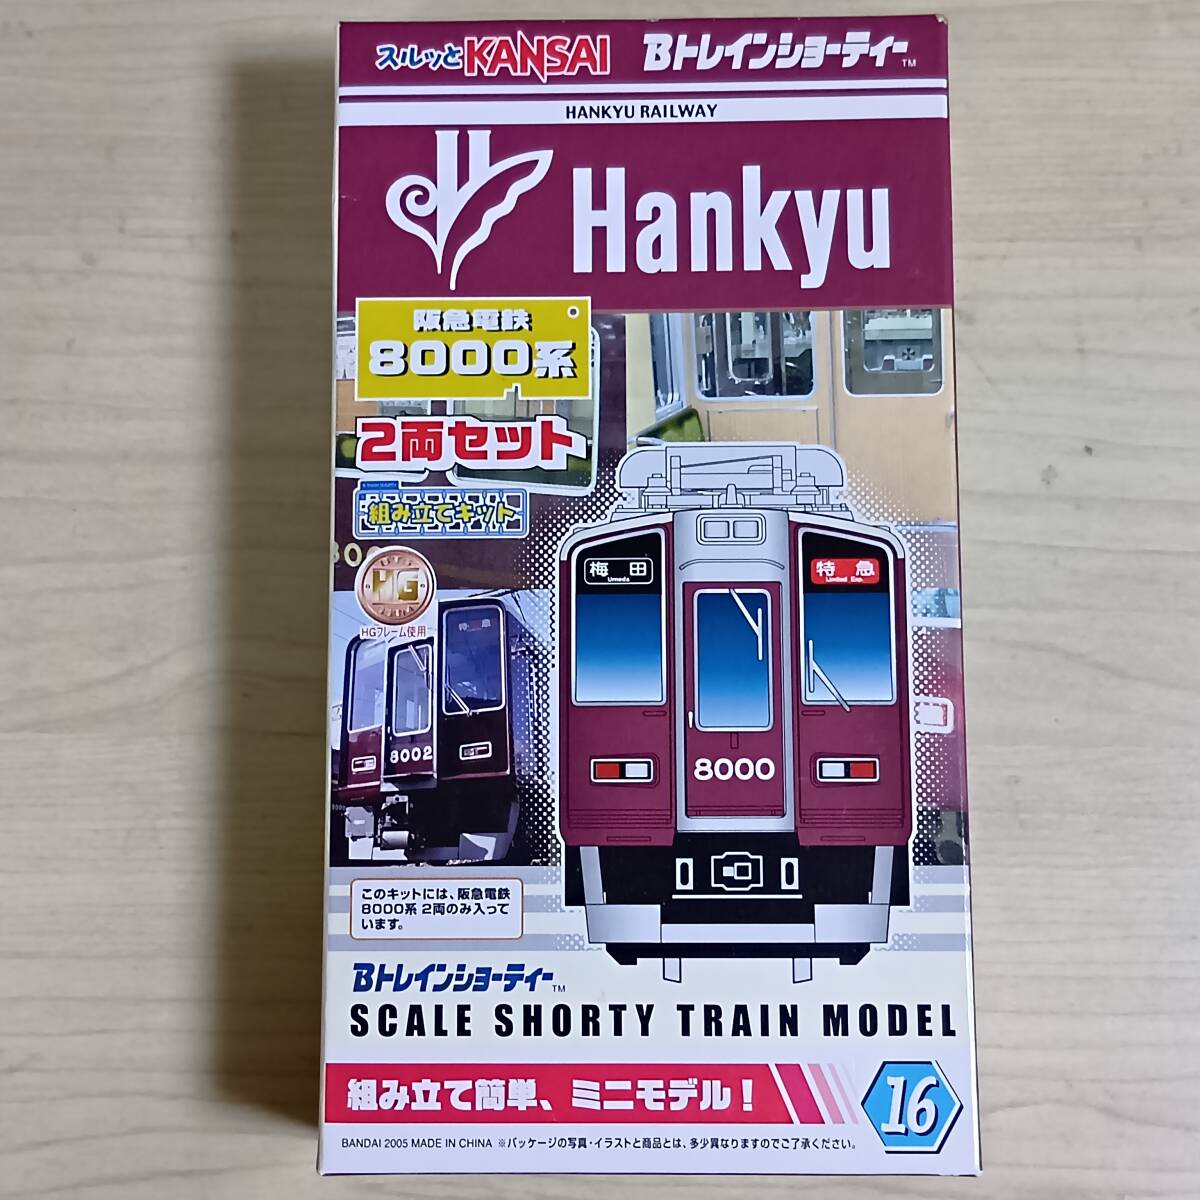 スルッとKANSAI Bトレインショーティー™
HANKYU RAILWAY
Hankyu
阪急電鉄
8000系
2両セット
組み立てキット
HG
HGフレーム使用
梅田
Umeda
特急
Limited Exp.
特急
8002
8000
このキットには、阪急電鉄
8000系 2両のみ入って
います。
Bトレインショーティー™
SCALE SHORTY TRAIN MODEL
組み立て簡単、ミニモデル！
16
BANDAI 2005 MADE IN CHINA ※パッケージの写真・イラストと商品とは、多少異なりますのでご了承ください。